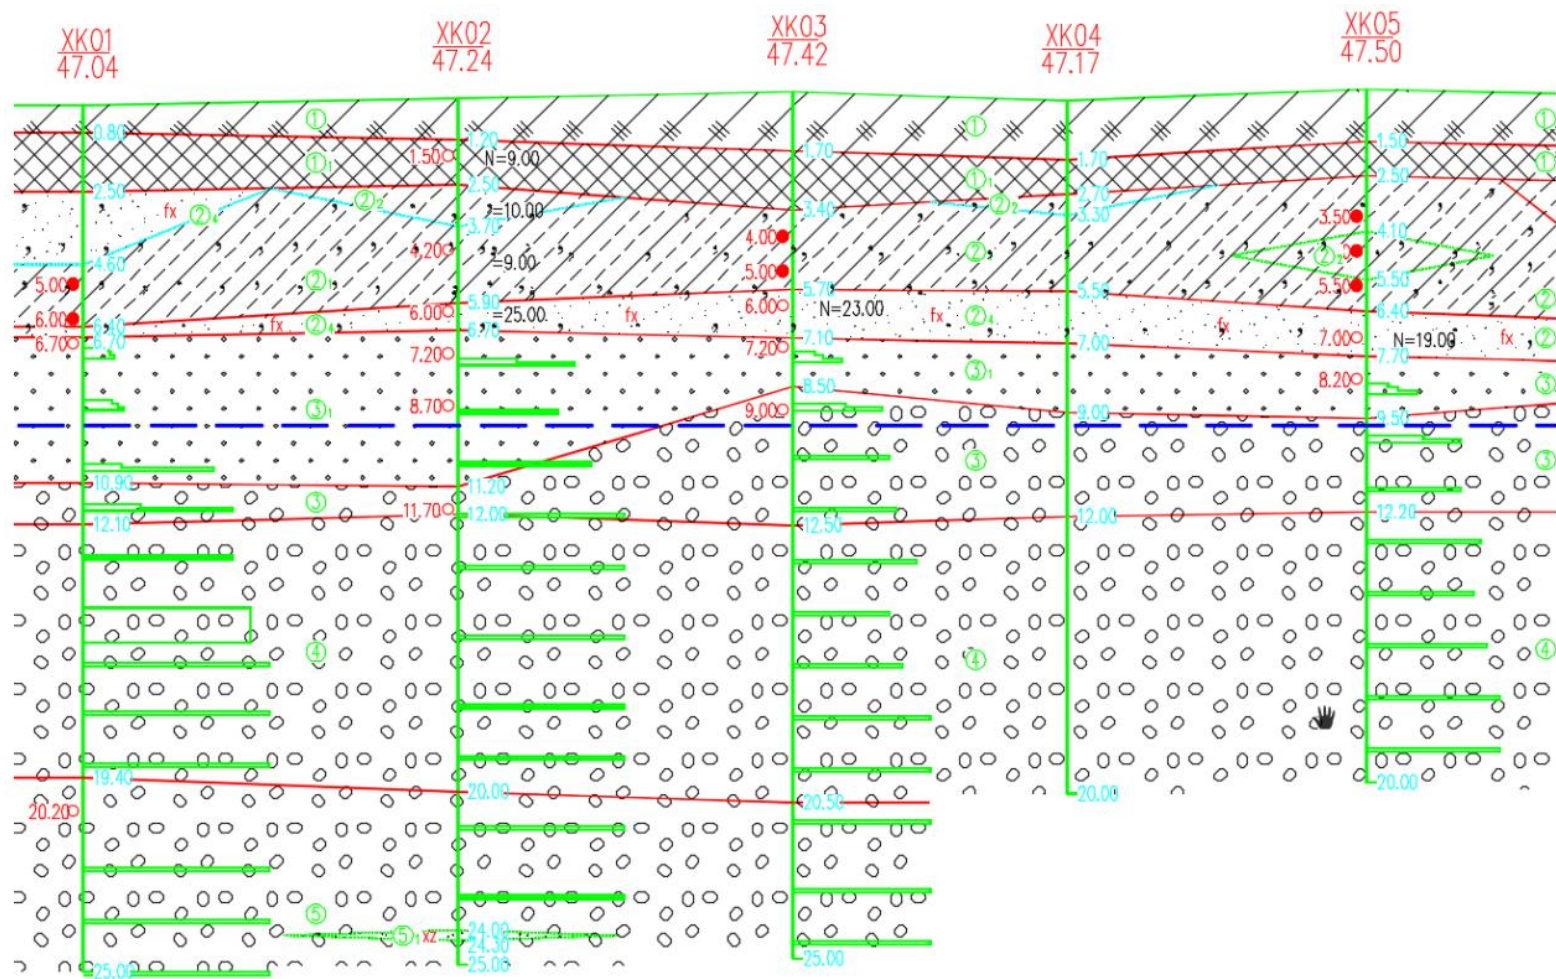 XK01
47.04
XK02
47.24
XK03
47.42
XK04
47.17
XK05
47.50
① ① ①
0.80 1.20 1.70 1.70 1.50
①₁ 1.50 N=9.00 ①₁ ①
2.50 2.50 3.40 2.70 2.50
fx ②₄ ②₂ =10.00 ②₂ 3.30 3.50
3.70 4.00 4.10
4.60 4.20 =9.00 ② ②₂
5.00 ②₁ 5.00 5.50 5.50
5.90 5.70 5.50 6.40 ②
6.00 6.40 fx ②₄ 6.00 =25.00 fx 6.00 N=23.00 fx ②₄ fx
6.70 6.70 6.70 7.10 7.00 7.00 N=19.00 fx ②
7.20 7.20 7.70
③₁ 8.20 ③
8.50
③₁ 8.70 9.00 9.00 9.50
10.90 11.20 ③ ③
③ 11.70
12.10 12.00 12.50 12.00 12.20
④ ④ ④
19.40 20.00 20.50 20.00 20.00
20.20
⑤
⑤₁ xz 24.00
24.30
25.00 25.00 25.00